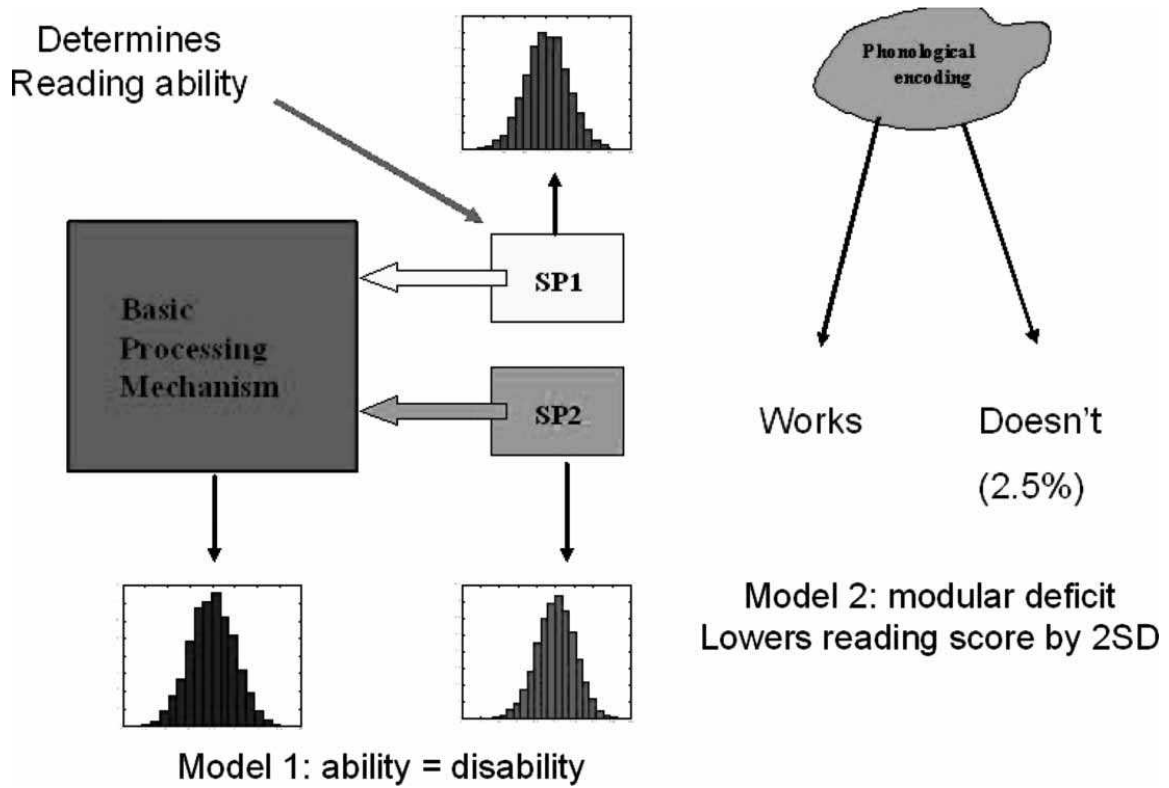 Determines
Reading ability
Phonological
encoding
SP1
Basic
Processing
Mechanism
SP2
Works
Doesn't
(2.5%)
Model 2: modular deficit
Lowers reading score by 2SD
Model 1: ability = disability